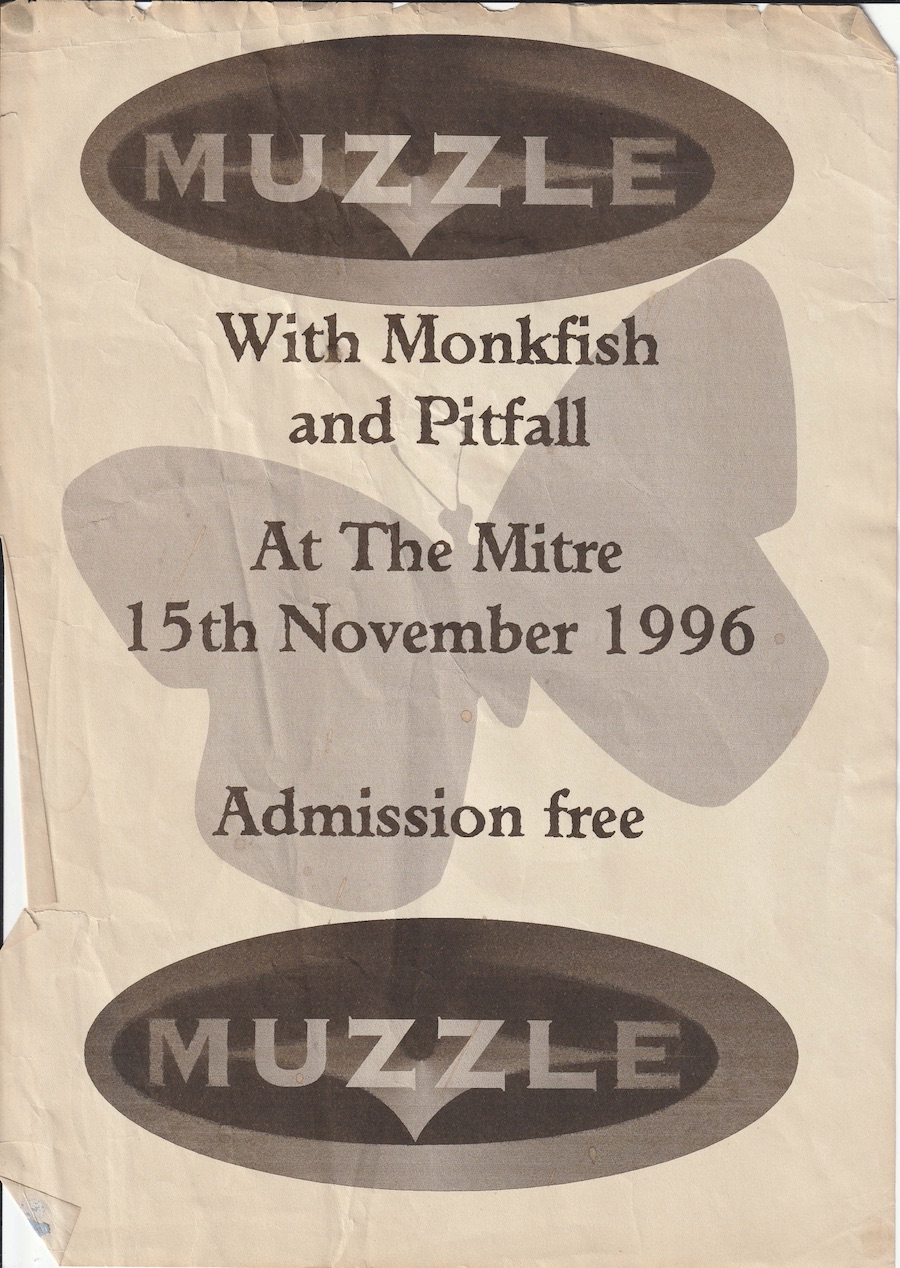 MUZZLE
With Monkfish
and Pitfall
At The Mitre
15th November 1996
Admission free
MUZZLE